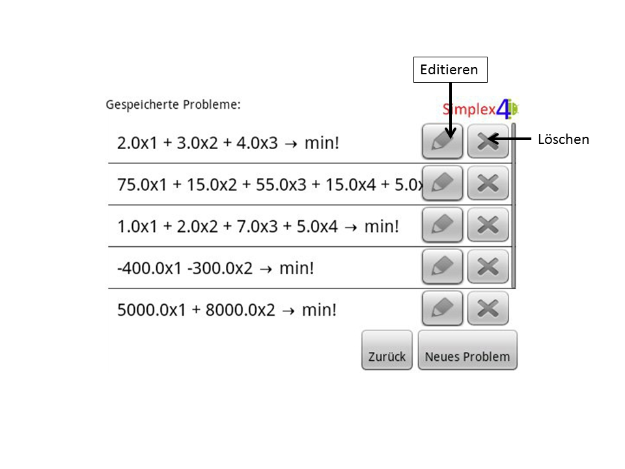 Editieren
Gespeicherte Probleme:
Simplex4
2.0x1 + 3.0x2 + 4.0x3 → min!
Löschen
75.0x1 + 15.0x2 + 55.0x3 + 15.0x4 + 5.0x
1.0x1 + 2.0x2 + 7.0x3 + 5.0x4 → min!
-400.0x1 -300.0x2 → min!
5000.0x1 + 8000.0x2 → min!
Zurück
Neues Problem